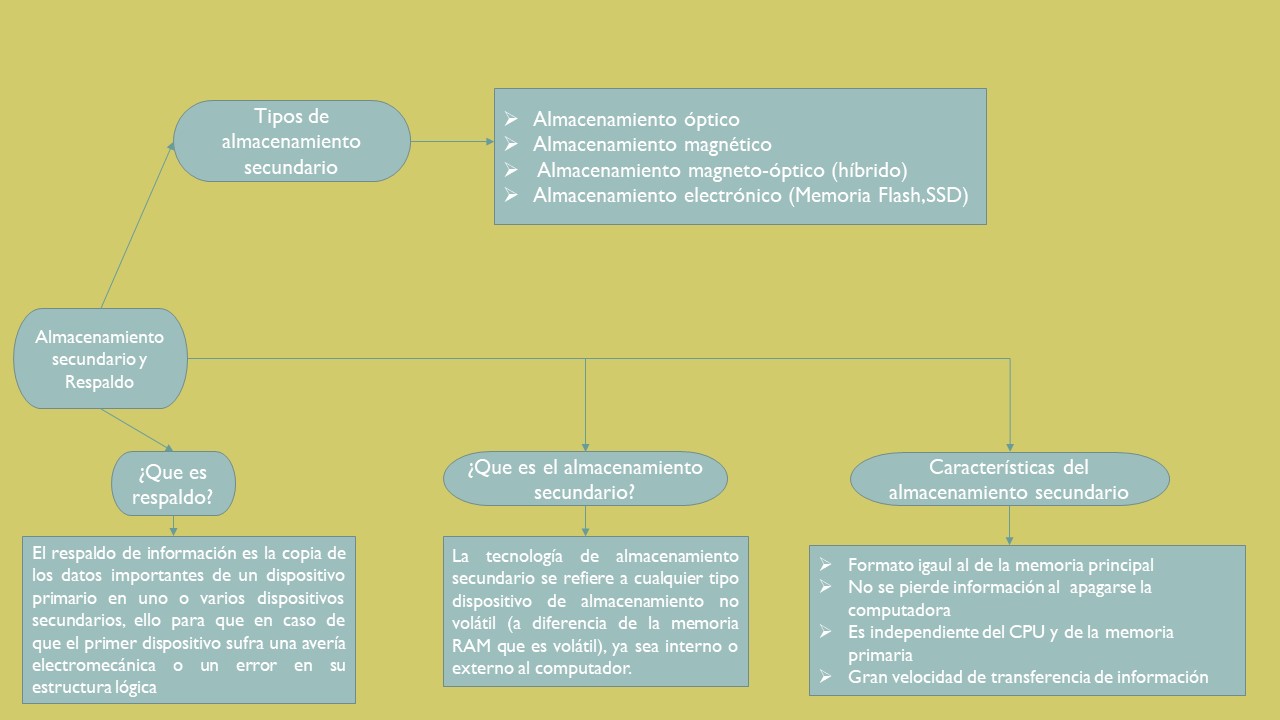 Tipos de
almacenamiento
secundario
➢ Almacenamiento óptico
➢ Almacenamiento magnético
➢ Almacenamiento magneto-óptico (híbrido)
➢ Almacenamiento electrónico (Memoria Flash,SSD)
Almacenamiento
secundario y
Respaldo
¿Que es
respaldo?
El respaldo de información es la copia de
los datos importantes de un dispositivo
primario en uno o varios dispositivos
secundarios, ello para que en caso de
que el primer dispositivo sufra una avería
electromecánica o un error en su
estructura lógica
¿Que es el almacenamiento
secundario?
La tecnología de almacenamiento
secundario se refiere a cualquier tipo
dispositivo de almacenamiento no
volátil (a diferencia de la memoria
RAM que es volátil), ya sea interno o
externo al computador.
Características del
almacenamiento secundario
➢ Formato igaul al de la memoria principal
➢ No se pierde información al apagarse la
computadora
➢ Es independiente del CPU y de la memoria
primaria
➢ Gran velocidad de transferencia de información